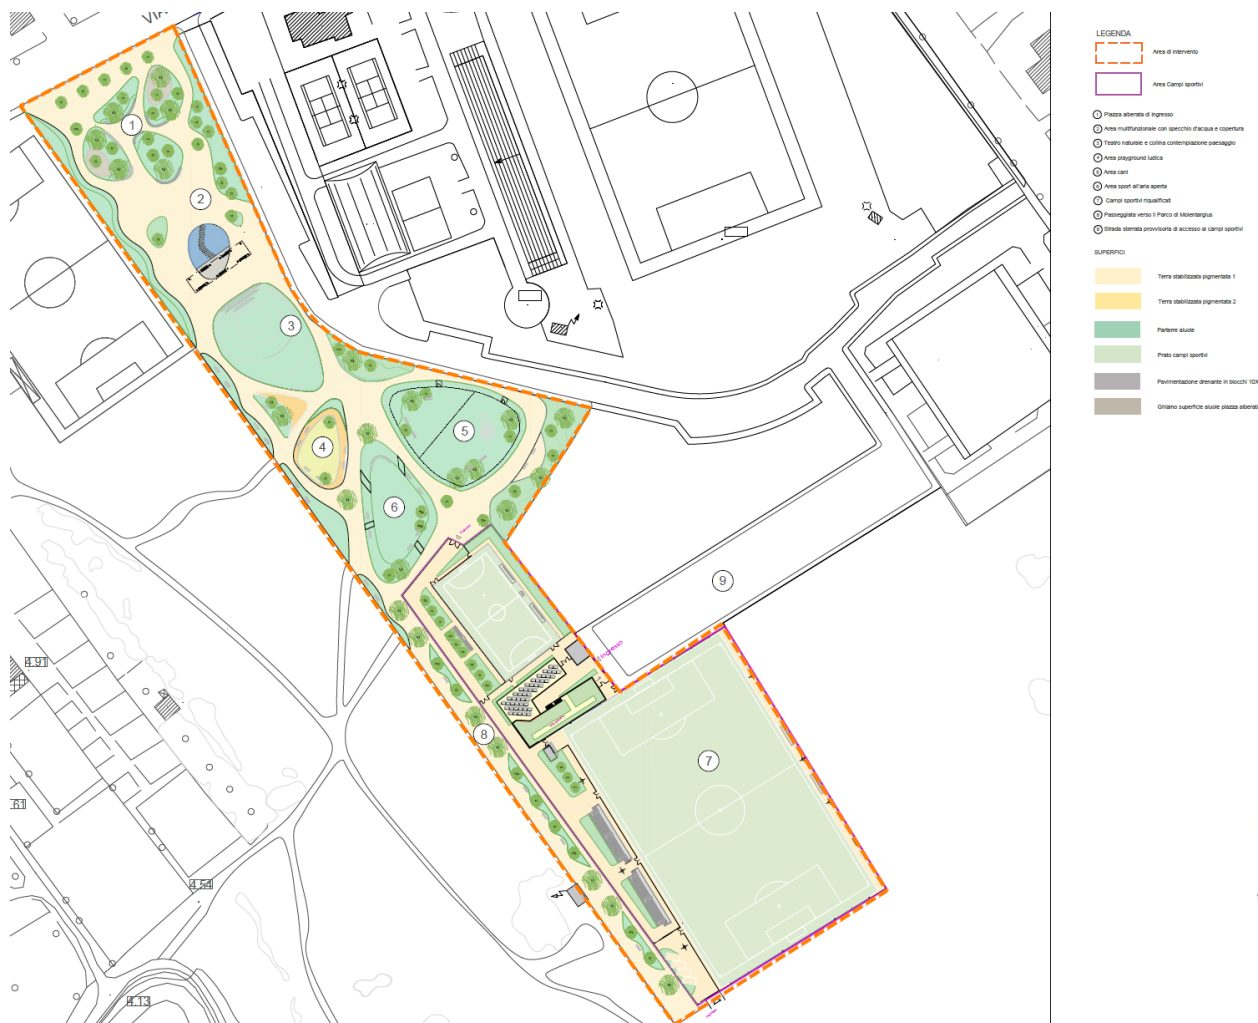 VIA
LEGENDA
Area di intervento
Area Campi sportivi
1 Piazza alberata di ingresso
2 Area multifunzionale con specchio d'acqua e copertura
3 Teatro naturale e collina contemplazione paesaggio
4 Area playground ludica
5 Area cani
6 Area sport all'aria aperta
7 Campi sportivi riqualificati
8 Passeggiata verso il Parco di Molentargius
9 Strada sterrata provvisoria di accesso ai campi sportivi
SUPERFICI
Terra stabilizzata pigmentata 1
Terra stabilizzata pigmentata 2
Parterre aiuole
Prato campi sportivi
Pavimentazione drenante in blocchi 10X
Ghiaino superficie aiuole piazza alberata
1
2
3
4
5
6
9
8
7
4.91
.61
4.54
4.13